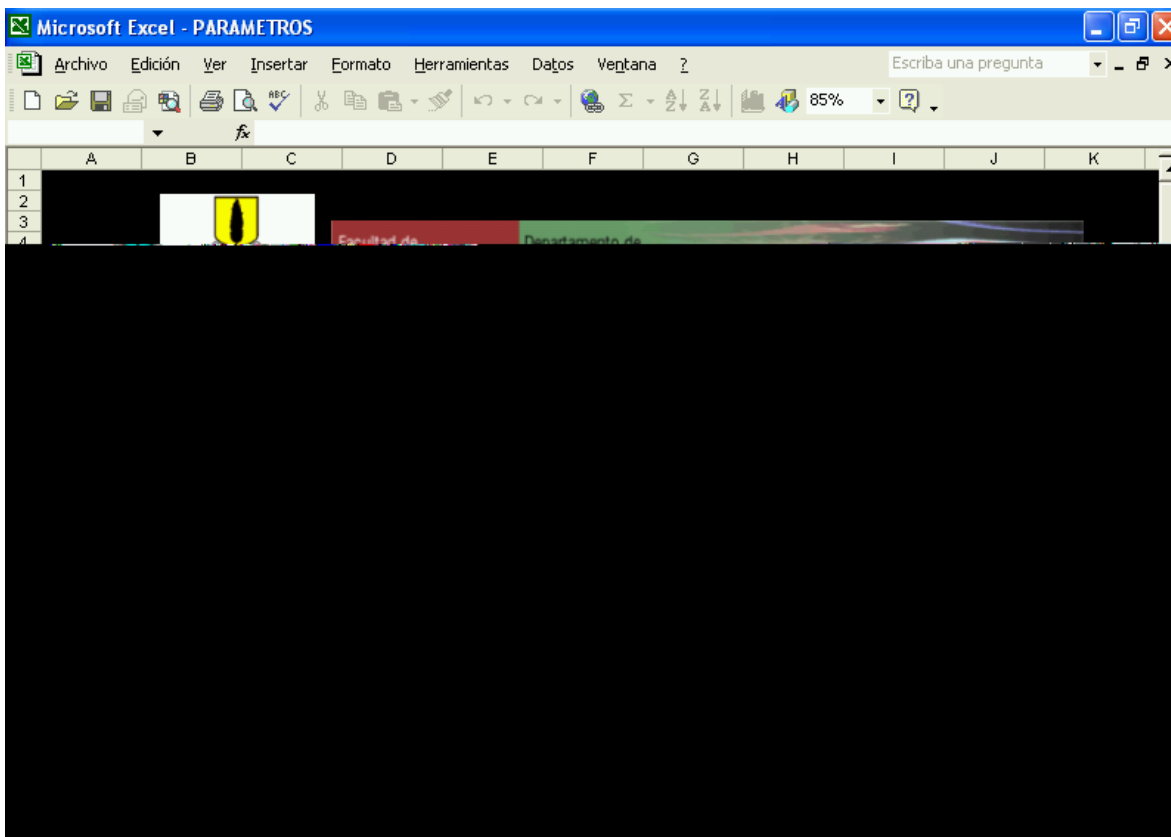 Microsoft Excel - PARAMETROS
Archivo Edición Ver Insertar Formato Herramientas Datos Ventana ? Escriba una pregunta
ABC Σ A Z Z A 85% ?
fx
A B C D E F G H I J K
1
2
3
Facultad de Departamento de
4